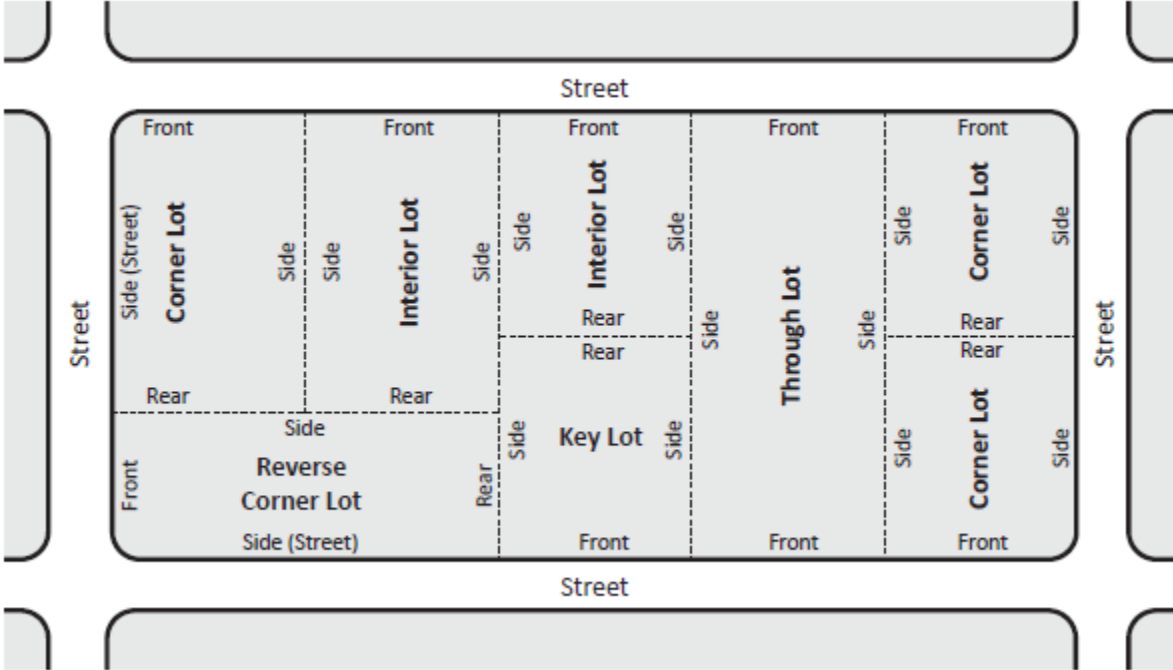 Street
Front
Front
Front
Front
Front
Side (Street)
Corner Lot
Side
Side
Interior Lot
Side
Side
Interior Lot
Side
Side
Corner Lot
Side
Rear
Rear
Street
Side
Through Lot
Side
Street
Rear
Rear
Rear
Rear
Side
Front
Reverse
Corner Lot
Rear
Side
Key Lot
Side
Side
Corner Lot
Side
Side (Street)
Front
Front
Front
Street